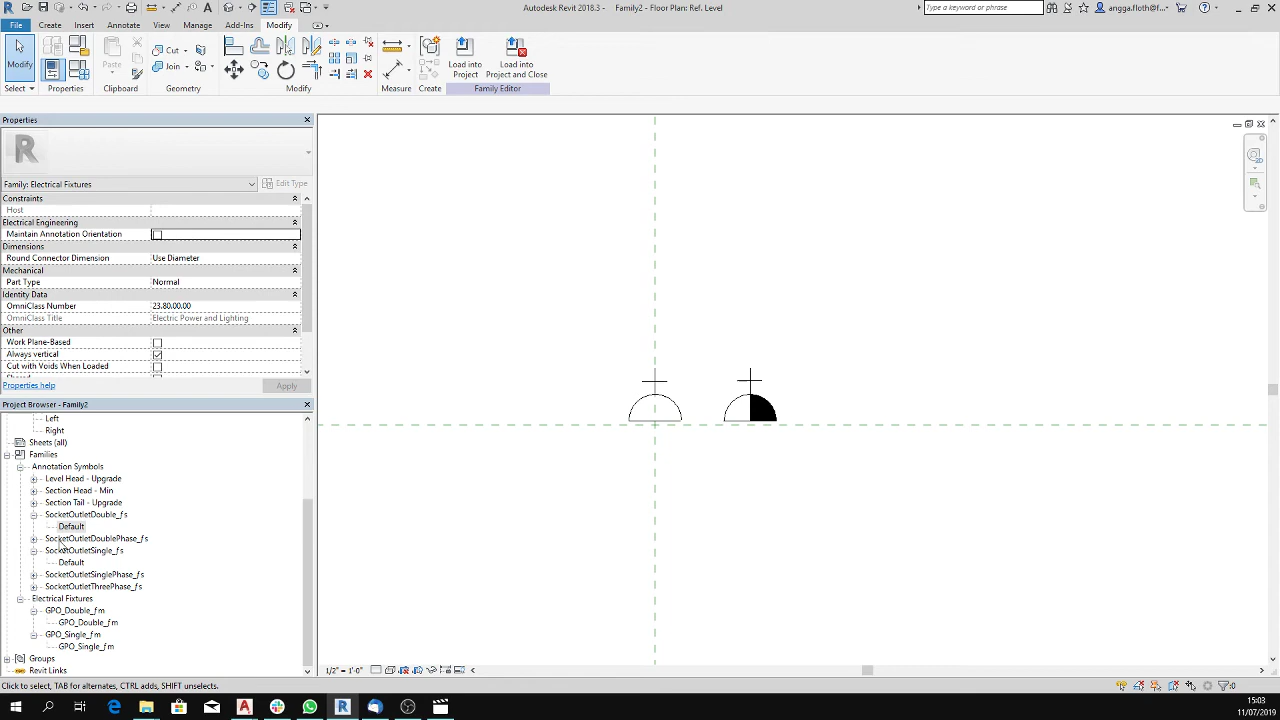 Autodesk Revit 2018.3 - Family2 - Floor Plan: Ref. Level
Type a keyword or phrase
angga.floth@f...
File Create Insert Annotate View Manage Add-Ins Modify
Modify
Paste
Cut
Join
Load into Project
Load into Project and Close
Select Properties Clipboard Geometry Modify Measure Create Family Editor
Properties
Family: Electrical Fixtures
Edit Type
Constraints
Host
Electrical Engineering
Maintain Annotation Orientation
Dimensions
Round Connector Dimension Use Diameter
Mechanical
Part Type Normal
Identity Data
OmniClass Number 23.80.00.00
OmniClass Title Electric Power and Lighting
Other
Work Plane-Based
Always vertical
Cut with Voids When Loaded
Properties help
Apply
Project Browser - Family2
Left
Right
Sheets (all)
Families
Annotation Symbols
Level Head - Upgrade
Section Head - Min
Section Tail - Upgrade
SocketOutletDouble_fs
Default
SocketOutletDoublePhase_fs
SocketOutletSingle_fs
Default
SocketOutletSinglePhase_fs
SocketOutletThreePhase_fs
Electrical Fixtures
GPO_Double_fm
GPO_Double_fm
GPO_Single_fm
GPO_Single_fm
Groups
Revit Links
1/2" = 1'-0"
Click to select, TAB for alternates, CTRL adds, SHIFT unselects.
:0
15:03
11/07/2019